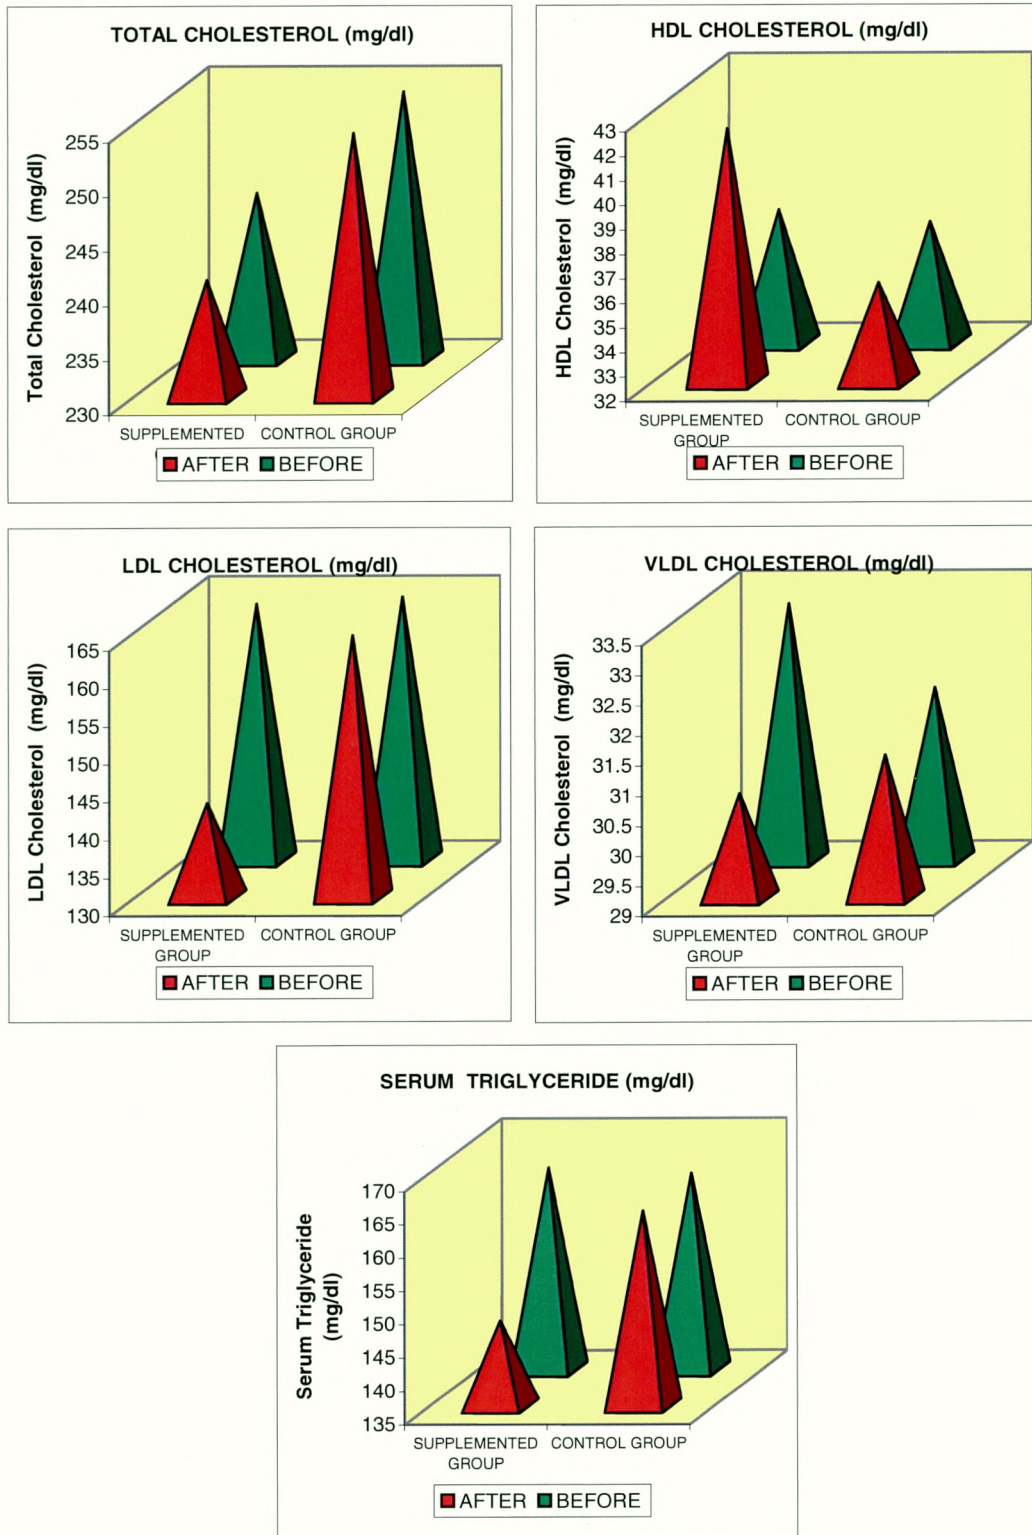 TOTAL CHOLESTEROL (mg/dl)
Total Cholesterol (mg/dl)
255
250
245
240
235
230
SUPPLEMENTED
CONTROL GROUP
AFTER BEFORE
HDL CHOLESTEROL (mg/dl)
HDL Cholesterol (mg/dl)
43
42
41
40
39
38
37
36
35
34
33
32
SUPPLEMENTED
GROUP
CONTROL GROUP
AFTER BEFORE
LDL CHOLESTEROL (mg/dl)
LDL Cholesterol (mg/dl)
165
160
155
150
145
140
135
130
SUPPLEMENTED
GROUP
CONTROL GROUP
AFTER BEFORE
VLDL CHOLESTEROL (mg/dl)
VLDL Cholesterol (mg/dl)
33.5
33
32.5
32
31.5
31
30.5
30
29.5
29
SUPPLEMENTED
GROUP
CONTROL GROUP
AFTER BEFORE
SERUM TRIGLYCERIDE (mg/dl)
Serum Triglyceride
(mg/dl)
170
165
160
155
150
145
140
135
SUPPLEMENTED
GROUP
CONTROL GROUP
AFTER BEFORE